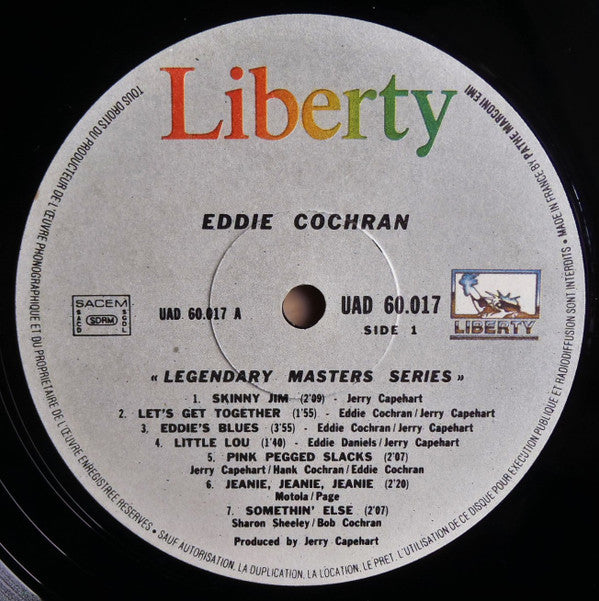 Liberty
TOUS DROITS DU PRODUCTEUR DE L'ŒUVRE PHONOGRAPHIQUE ET DU PROPRIETAIRE DE L'ŒUVRE ENREGISTREE RÉSERVÉS • SAUF AUTORISATION, LA DUPLICATION, LA LOCATION, LE PRET, L'UTILISATION DE CE DISQUE POUR EXECUTION PUBLIQUE ET RADIODIFFUSION SONT INTERDITS • MADE IN FRANCE BY PATHE MARCONI EMI
EDDIE COCHRAN
SACEM
SACD SDRM SGDL
UAD 60.017 A
UAD 60.017
SIDE 1
LIBERTY
« LEGENDARY MASTERS SERIES »
1. SKINNY JIM (2'09) - Jerry Capehart
2. LET'S GET TOGETHER (1'55) - Eddie Cochran/Jerry Capehart
3. EDDIE'S BLUES (3'55) - Eddie Cochran/Jerry Capehart
4. LITTLE LOU (1'40) - Eddie Daniels/Jerry Capehart
5. PINK PEGGED SLACKS (2'07)
Jerry Capehart/Hank Cochran/Eddie Cochran
6. JEANIE, JEANIE, JEANIE (2'20)
Motola/Page
7. SOMETHIN' ELSE (2'07)
Sharon Sheeley/Bob Cochran
Produced by Jerry Capehart